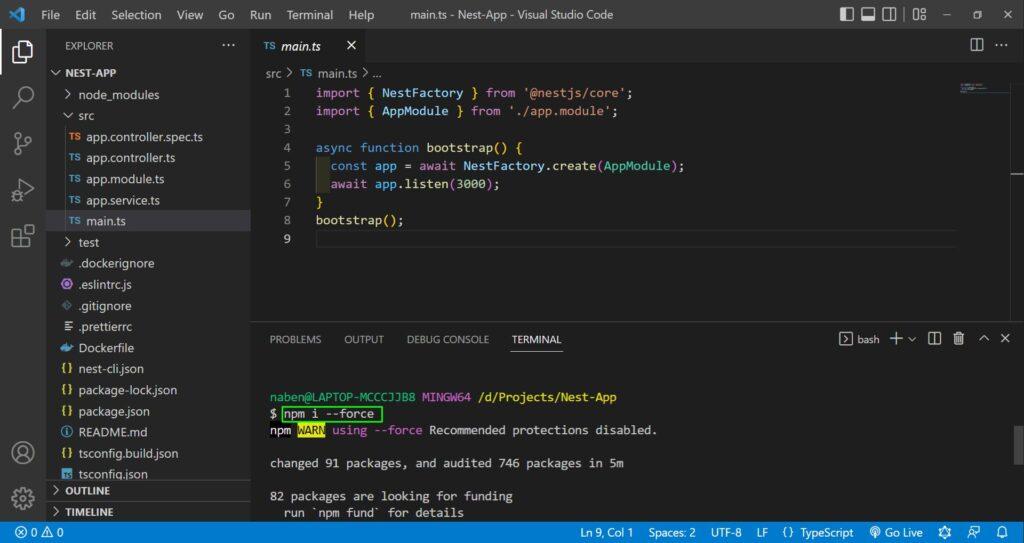 File Edit Selection View Go Run Terminal Help main.ts - Nest-App - Visual Studio Code
EXPLORER
NEST-APP
node_modules
src
TS app.controller.spec.ts
TS app.controller.ts
TS app.module.ts
TS app.service.ts
TS main.ts
test
.dockerignore
.eslintrc.js
.gitignore
.prettierrc
Dockerfile
{} nest-cli.json
{} package-lock.json
{} package.json
README.md
{} tsconfig.build.json
TS tsconfig.json
OUTLINE
TIMELINE
TS main.ts
src > TS main.ts > ...
1 import { NestFactory } from '@nestjs/core';
2 import { AppModule } from './app.module';
3
4 async function bootstrap() {
5 const app = await NestFactory.create(AppModule);
6 await app.listen(3000);
7 }
8 bootstrap();
9
PROBLEMS OUTPUT DEBUG CONSOLE TERMINAL bash
naben@LAPTOP-MCCCJJB8 MINGW64 /d/Projects/Nest-App
$ npm i --force
npm WARN using --force Recommended protections disabled.
changed 91 packages, and audited 746 packages in 5m
82 packages are looking for funding
run `npm fund` for details
0 0 Ln 9, Col 1 Spaces: 2 UTF-8 LF {} TypeScript Go Live